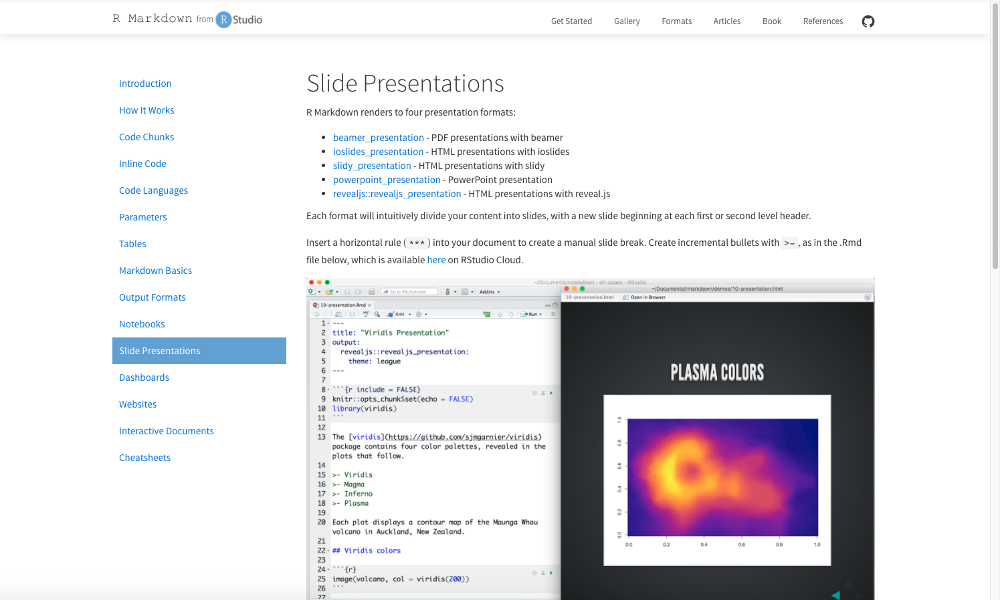 R Markdown from R Studio
Get Started Gallery Formats Articles Book References
Introduction
How It Works
Code Chunks
Inline Code
Code Languages
Parameters
Tables
Markdown Basics
Output Formats
Notebooks
Slide Presentations
Dashboards
Websites
Interactive Documents
Cheatsheets
Slide Presentations
R Markdown renders to four presentation formats:
beamer_presentation - PDF presentations with beamer
ioslides_presentation - HTML presentations with ioslides
slidy_presentation - HTML presentations with slidy
powerpoint_presentation - PowerPoint presentation
revealjs::revealjs_presentation - HTML presentations with reveal.js
Each format will intuitively divide your content into slides, with a new slide beginning at each first or second level header.
Insert a horizontal rule ( *** ) into your document to create a manual slide break. Create incremental bullets with >- , as in the .Rmd
file below, which is available here on RStudio Cloud.
~/Documents/rmarkdown - gh-pages - RStudio
Go to file/function Addins
10-presentation.Rmd
Knit Run
1 ---
2 title: "Viridis Presentation"
3 output:
4 revealjs::revealjs_presentation:
5 theme: league
6 ---
7
8 ```{r include = FALSE}
9 knitr::opts_chunk$set(echo = FALSE)
10 library(viridis)
11 ```
12
13 The [viridis](https://github.com/sjmgarnier/viridis)
package contains four color palettes, revealed in the
plots that follow.
14
15 >- Viridis
16 >- Magma
17 >- Inferno
18 >- Plasma
19
20 Each plot displays a contour map of the Maunga Whau
volcano in Auckland, New Zealand.
21
22 ## Viridis colors
23
24 ```{r}
25 image(volcano, col = viridis(200))
26 ```
27
~/Documents/rmarkdown/demos/10-presentation.html
10-presentation.html Open in Browser
PLASMA COLORS
1.0
0.8
0.6
0.4
0.2
0.0
0.0 0.2 0.4 0.6 0.8 1.0